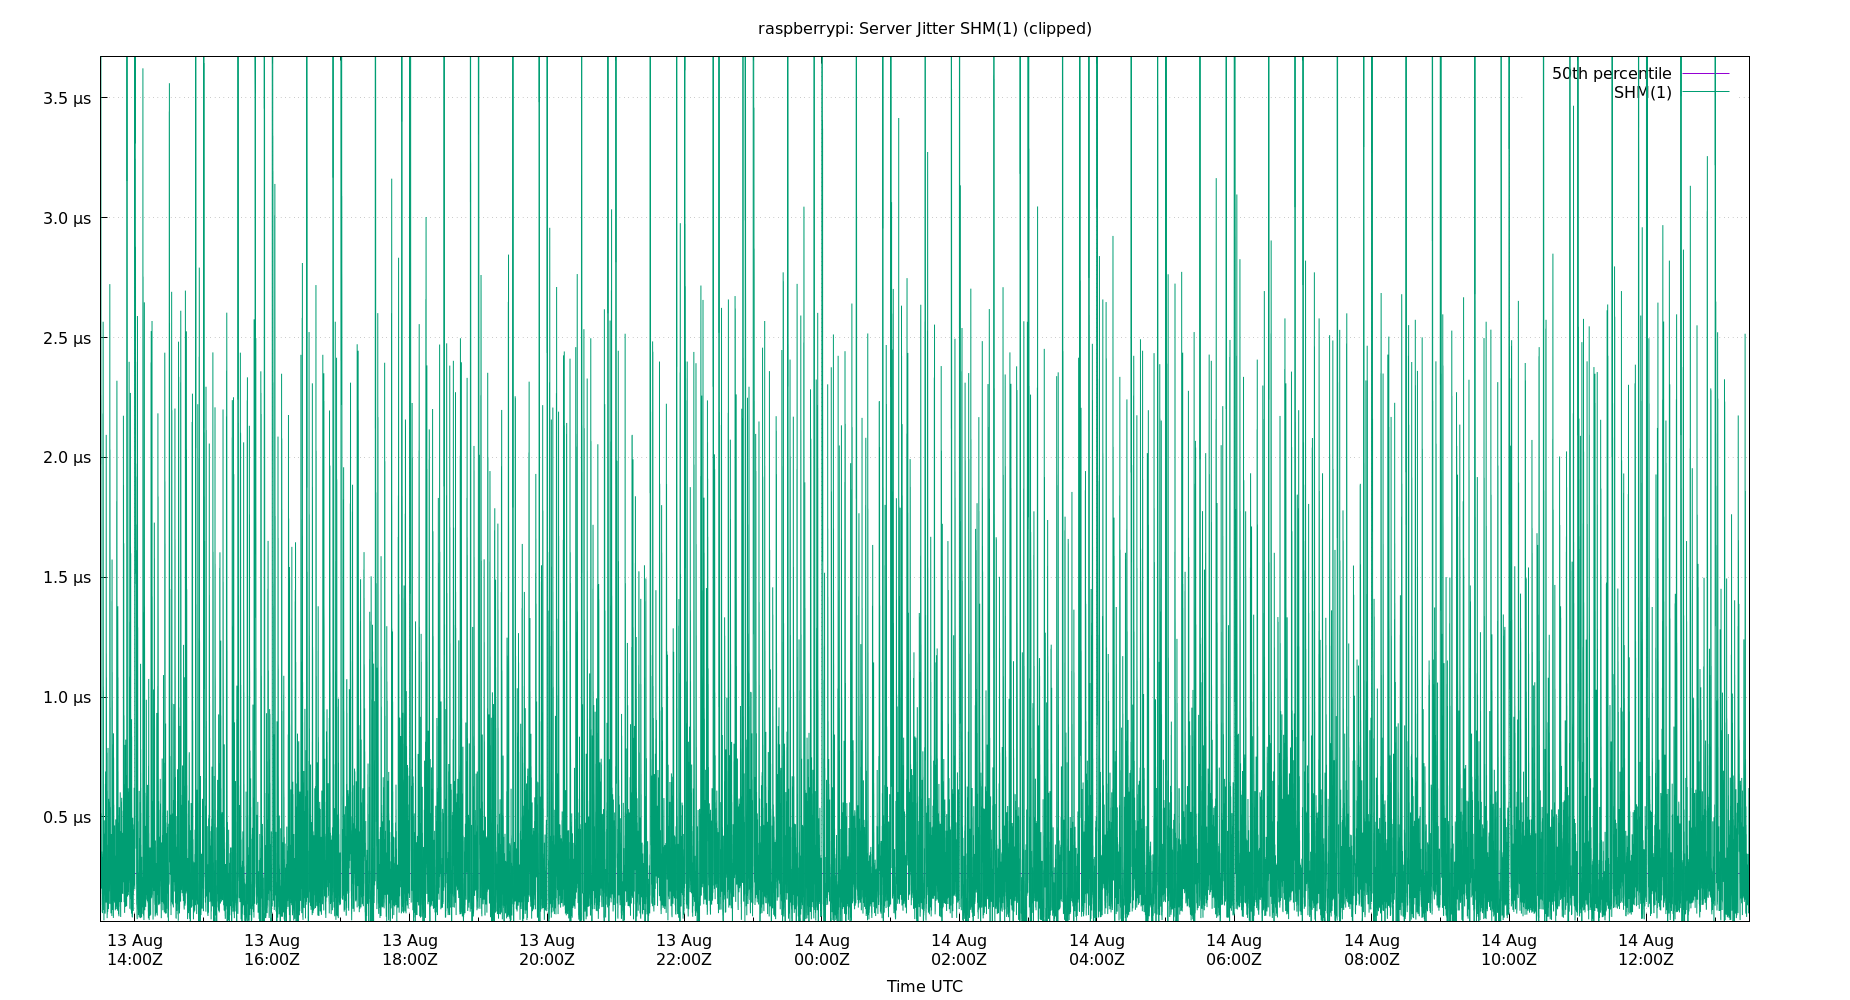 raspberrypi: Server Jitter SHM(1) (clipped)
50th percentile
SHM(1)
3.5 µs
3.0 µs
2.5 µs
2.0 µs
1.5 µs
1.0 µs
0.5 µs
13 Aug 13 Aug 13 Aug 13 Aug 13 Aug 14 Aug 14 Aug 14 Aug 14 Aug 14 Aug 14 Aug 14 Aug
14:00Z 16:00Z 18:00Z 20:00Z 22:00Z 00:00Z 02:00Z 04:00Z 06:00Z 08:00Z 10:00Z 12:00Z
Time UTC